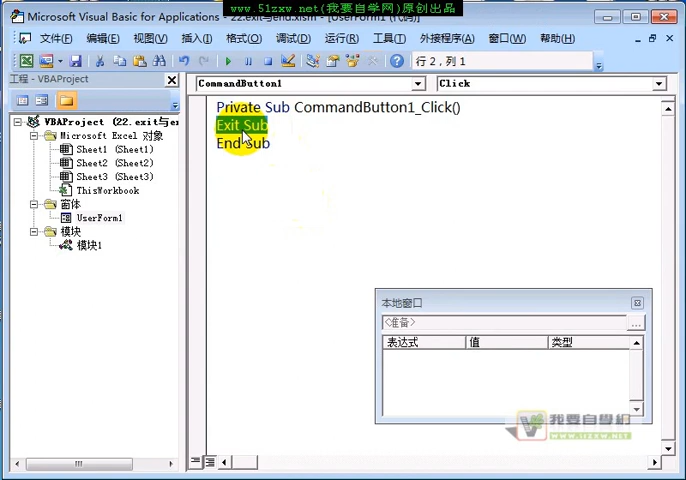 www.51zxw.net(我要自学网)原创出品
Microsoft Visual Basic for Applications - 22.exit与end.xlsm - [UserForm1 (代码)]
文件(F) 编辑(E) 视图(V) 插入(I) 格式(O) 调试(D) 运行(R) 工具(T) 外接程序(A) 窗口(W) 帮助(H)
行 2, 列 1
工程 - VBAProject
CommandButton1
Click
VBAProject (22.exit与en
Microsoft Excel 对象
Sheet1 (Sheet1)
Sheet2 (Sheet2)
Sheet3 (Sheet3)
ThisWorkbook
窗体
UserForm1
模块
模块1
Private Sub CommandButton1_Click()
Exit Sub
End Sub
本地窗口
<准备>
...
表达式 值 类型
我要自學網